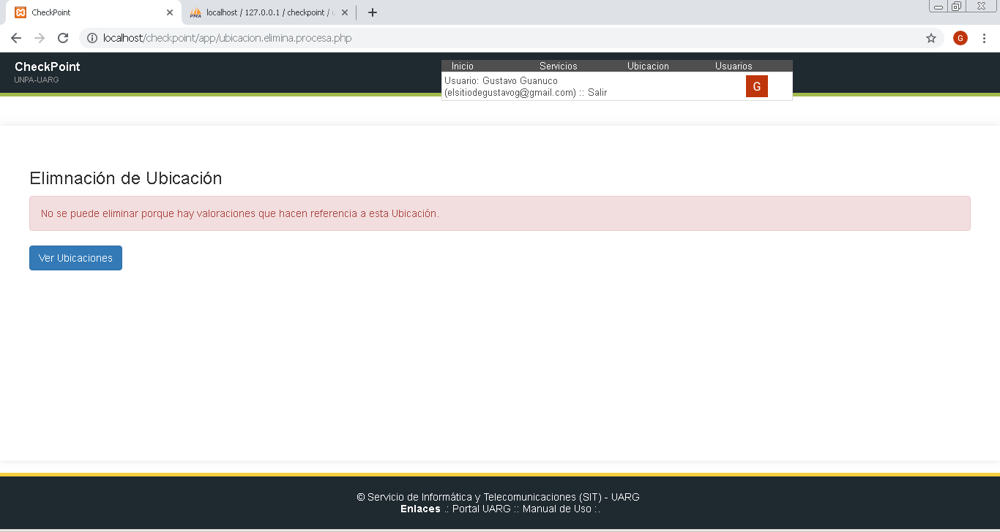 CheckPoint
localhost / 127.0.0.1 / checkpoint /
localhost/checkpoint/app/ubicacion.elimina.procesa.php
G
CheckPoint
UNPA-UARG
Inicio Servicios Ubicacion Usuarios
Usuario: Gustavo Guanuco
(elsitiodegustavog@gmail.com) :: Salir
G
Elimnación de Ubicación
No se puede eliminar porque hay valoraciones que hacen referencia a esta Ubicación.
Ver Ubicaciones
© Servicio de Informática y Telecomunicaciones (SIT) - UARG
Enlaces .: Portal UARG :: Manual de Uso :.